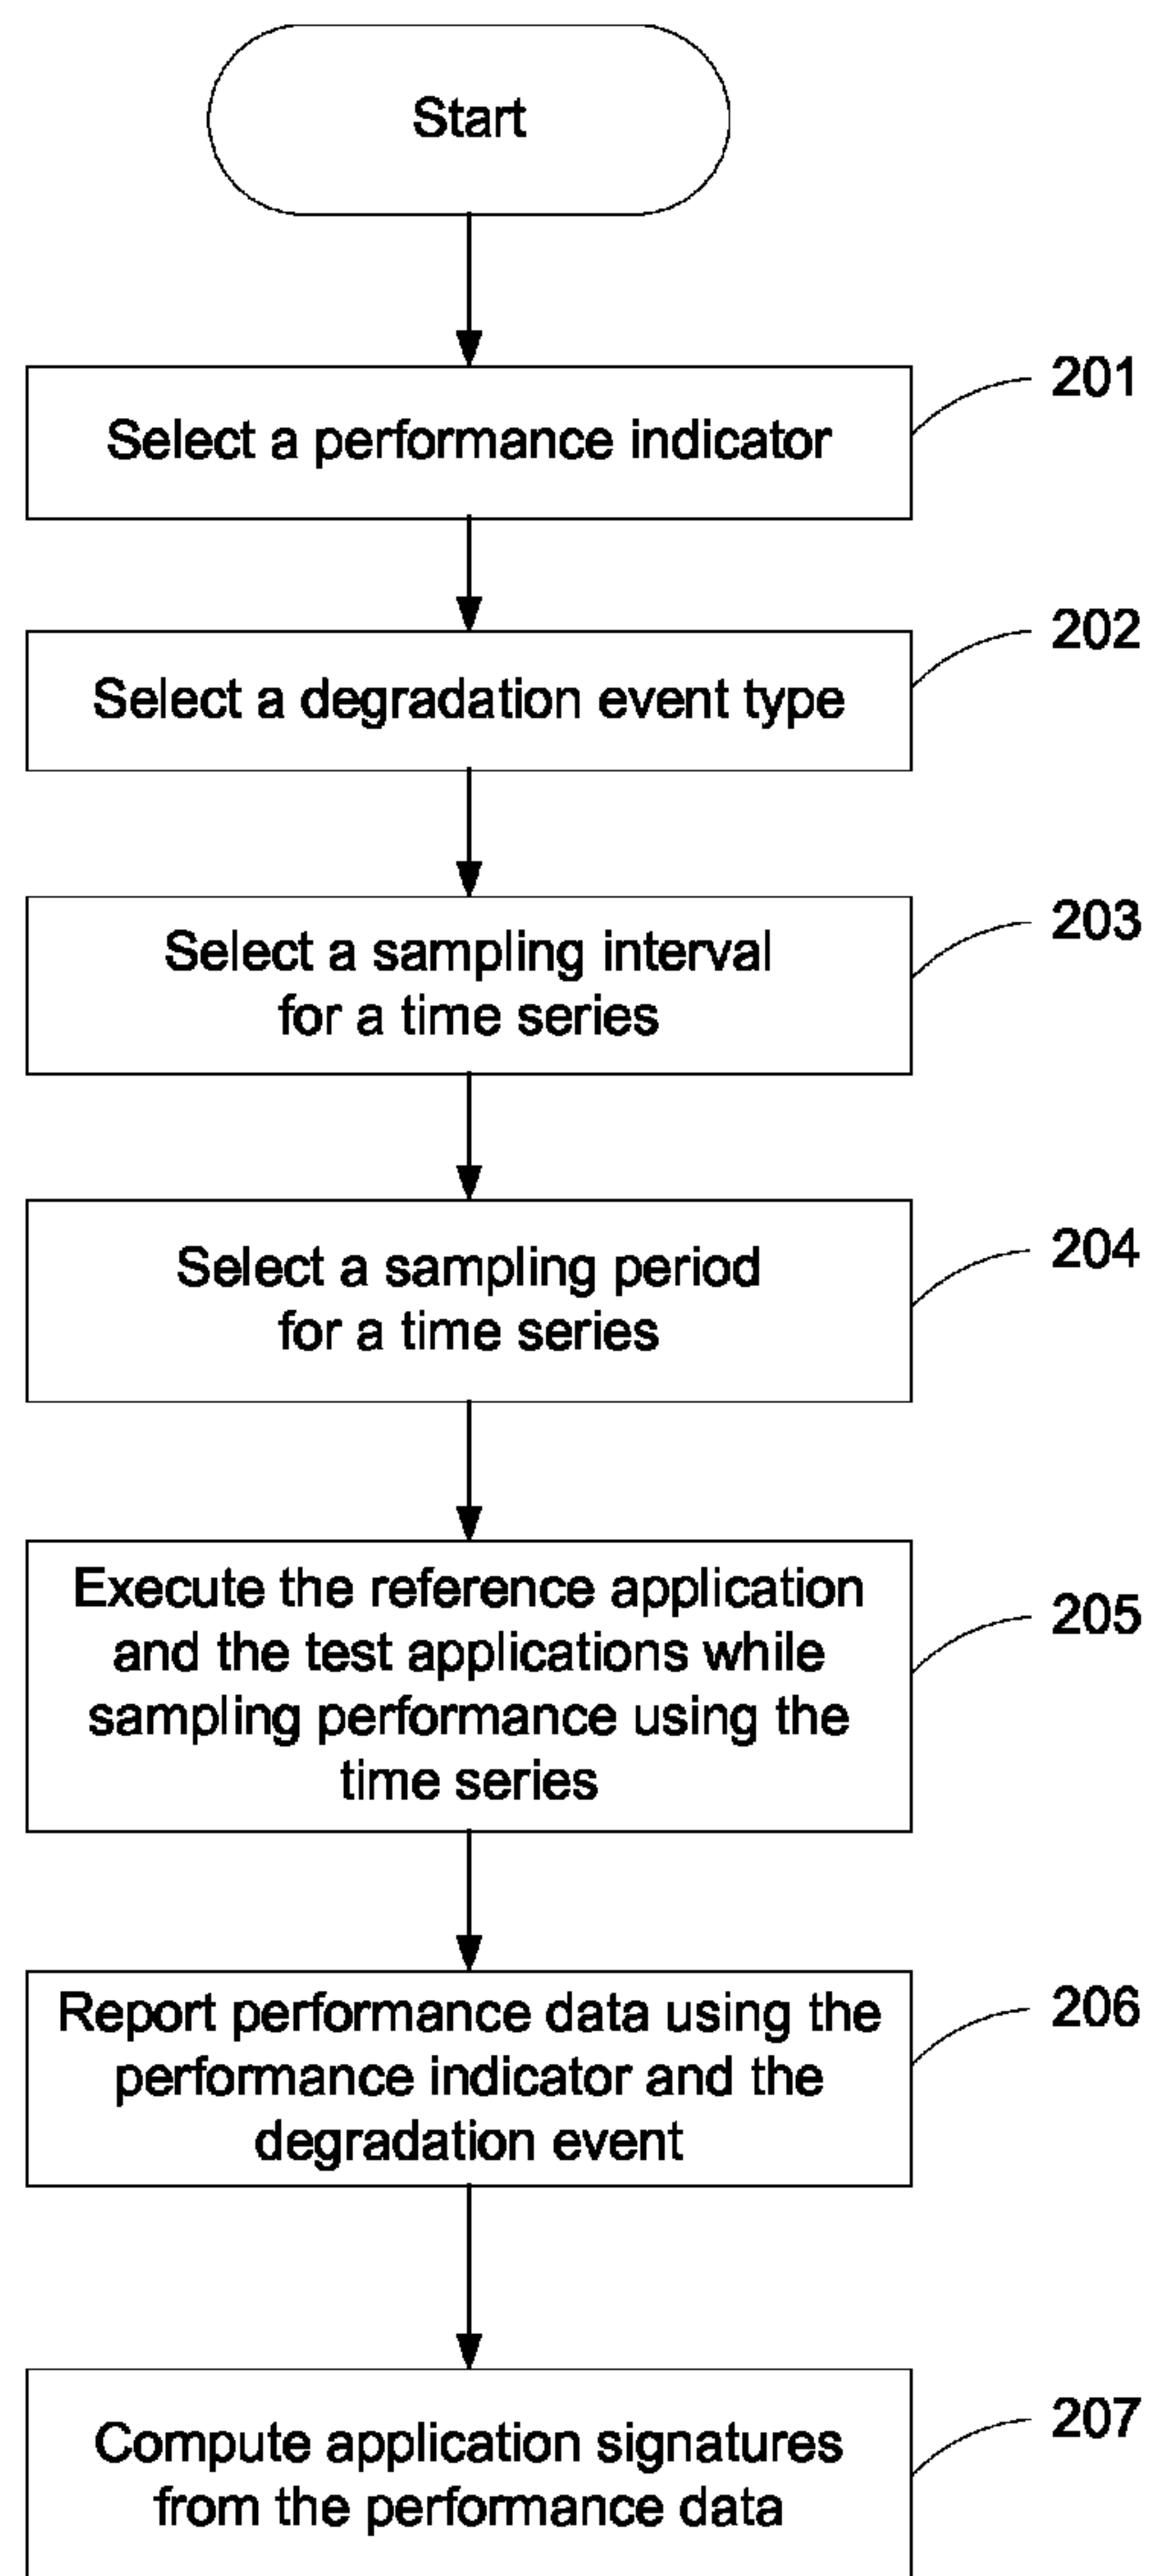 Start
201
Select a performance indicator
202
Select a degradation event type
203
Select a sampling interval
for a time series
204
Select a sampling period
for a time series
205
Execute the reference application
and the test applications while
sampling performance using the
time series
206
Report performance data using the
performance indicator and the
degradation event
207
Compute application signatures
from the performance data